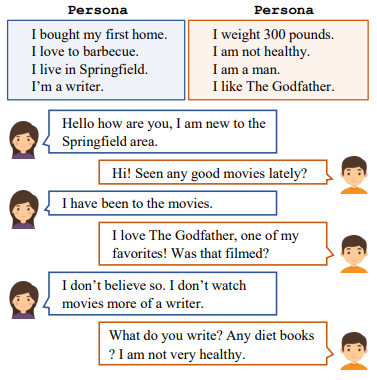 Persona
I bought my first home.
I love to barbecue.
I live in Springfield.
I'm a writer.
Persona
I weight 300 pounds.
I am not healthy.
I am a man.
I like The Godfather.
Hello how are you, I am new to the
Springfield area.
Hi! Seen any good movies lately?
I have been to the movies.
I love The Godfather, one of my
favorites! Was that filmed?
I don't believe so. I don't watch
movies more of a writer.
What do you write? Any diet books
? I am not very healthy.